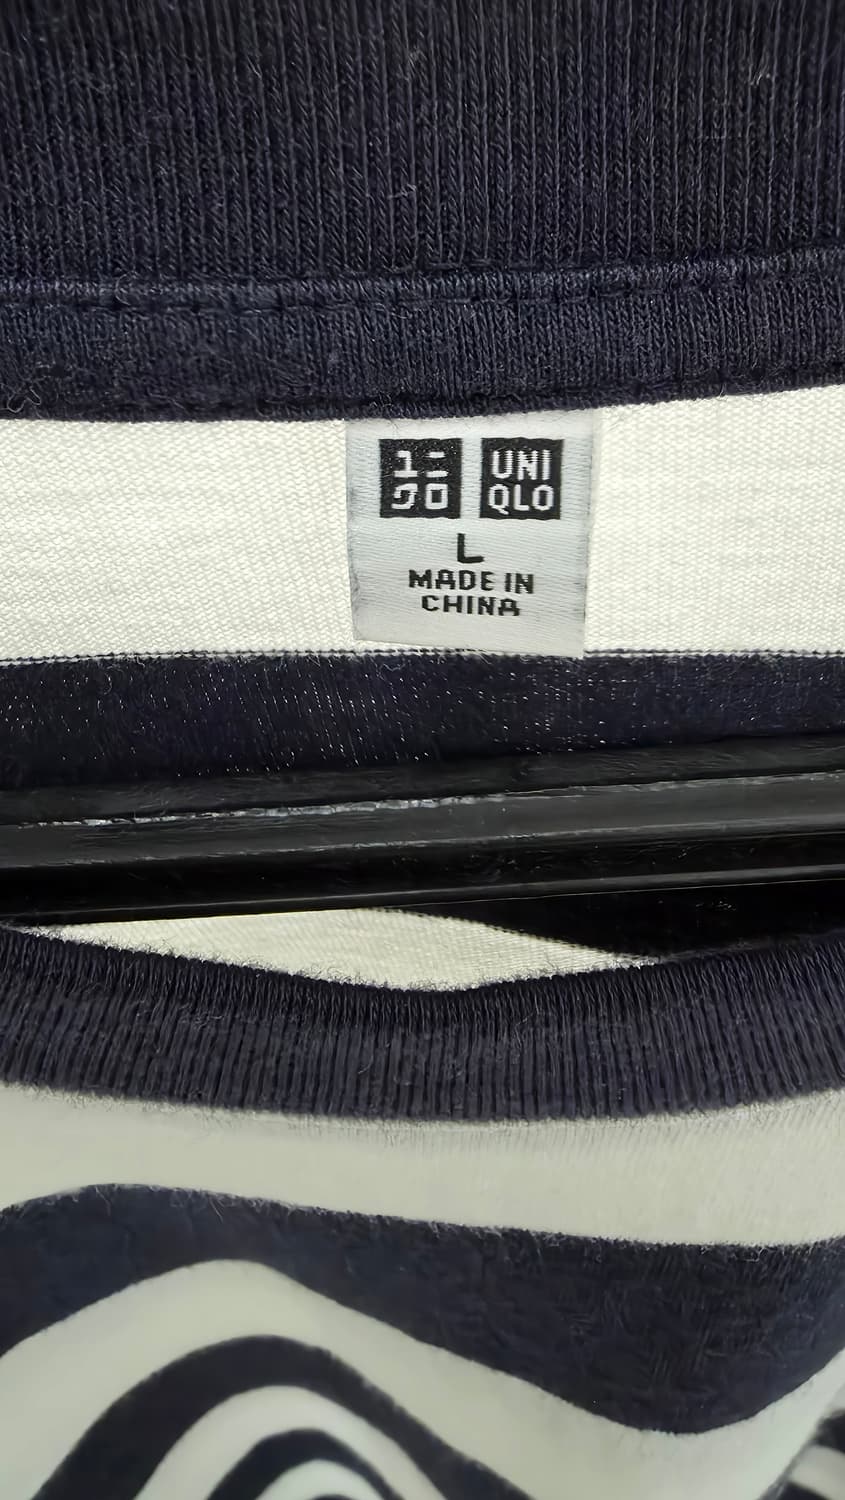 ユニ
クロ
UNI
QLO
L
MADE IN
CHINA